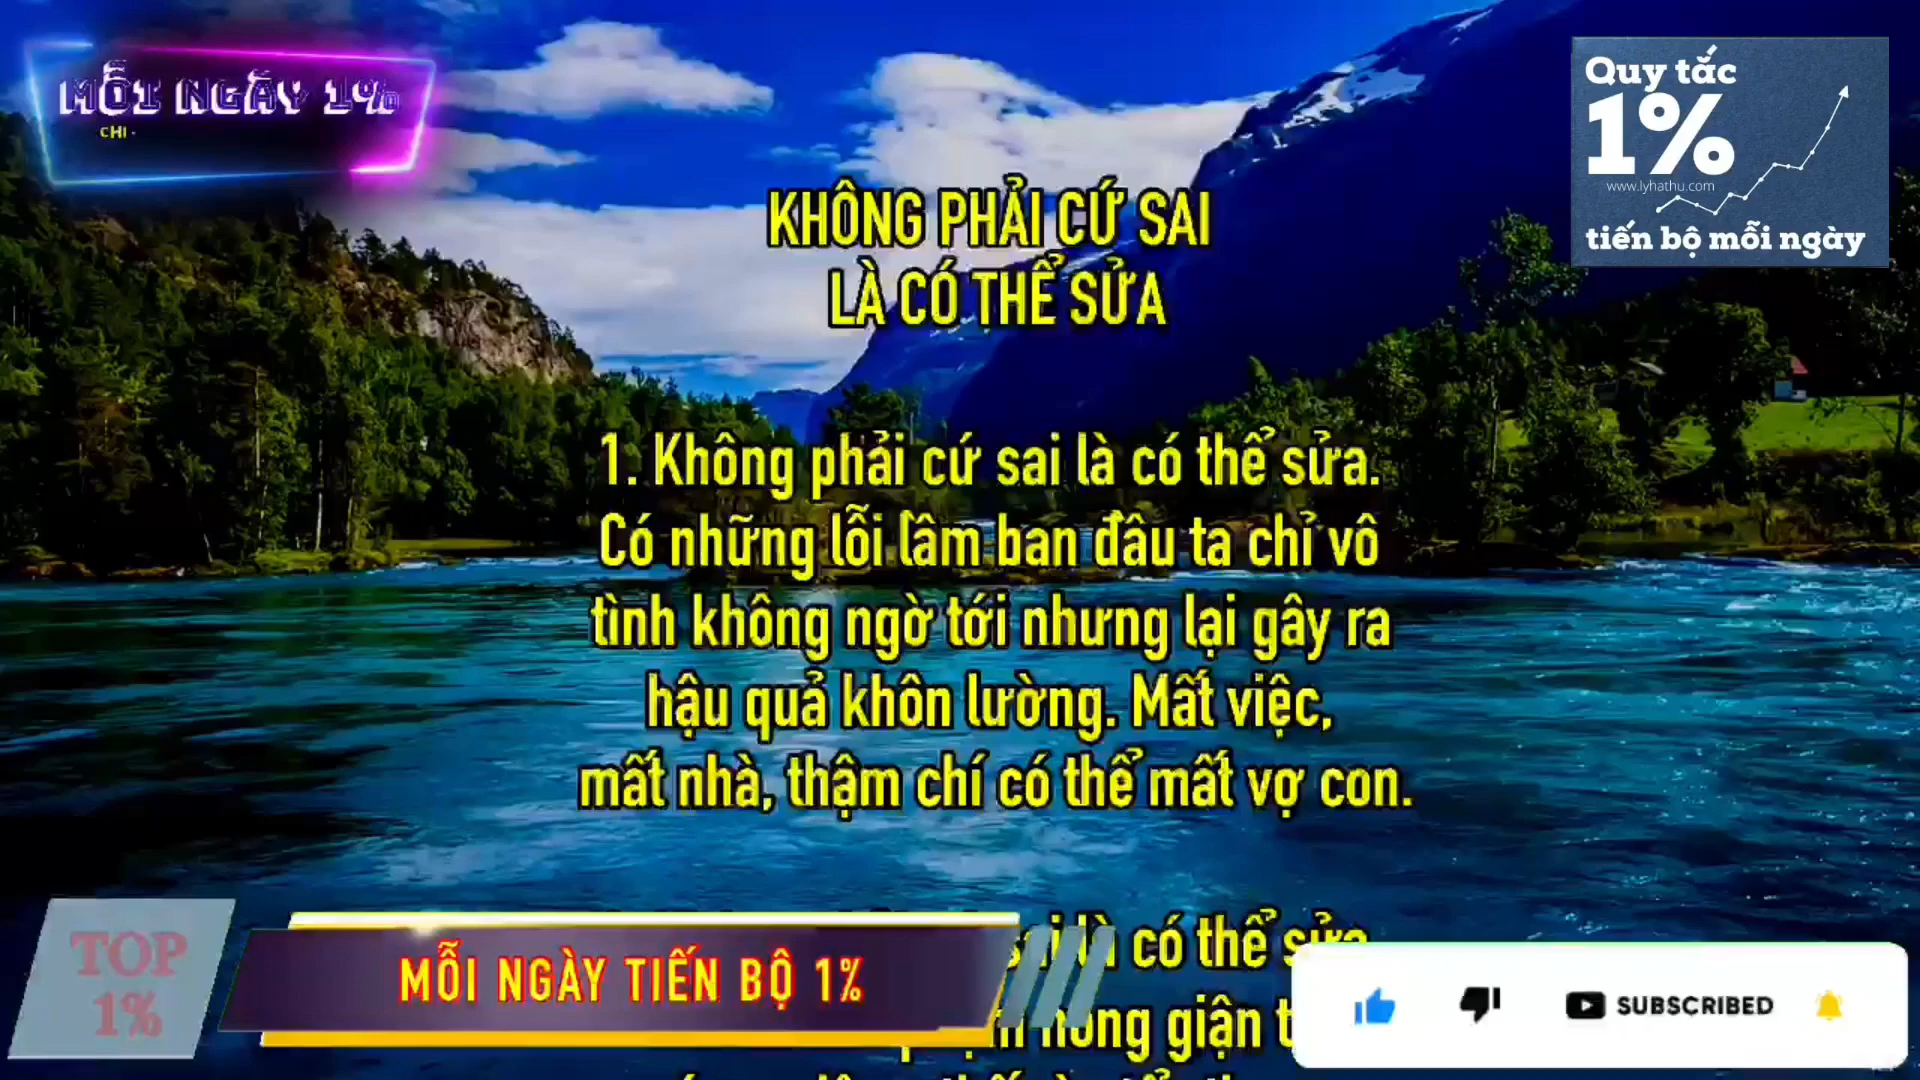 MỖI NGÀY 1%
CHI -
Quy tắc
1%
www.lyhathu.com
tiến bộ mỗi ngày
KHÔNG PHẢI CỨ SAI
LÀ CÓ THỂ SỬA
1. Không phải cứ sai là có thể sửa.
Có những lỗi lầm ban đầu ta chỉ vô
tình không ngờ tới nhưng lại gây ra
hậu quả khôn lường. Mất việc,
mất nhà, thậm chí có thể mất vợ con.
sai là có thể sửa
nóng giận
TOP
1%
MỖI NGÀY TIẾN BỘ 1%
SUBSCRIBED